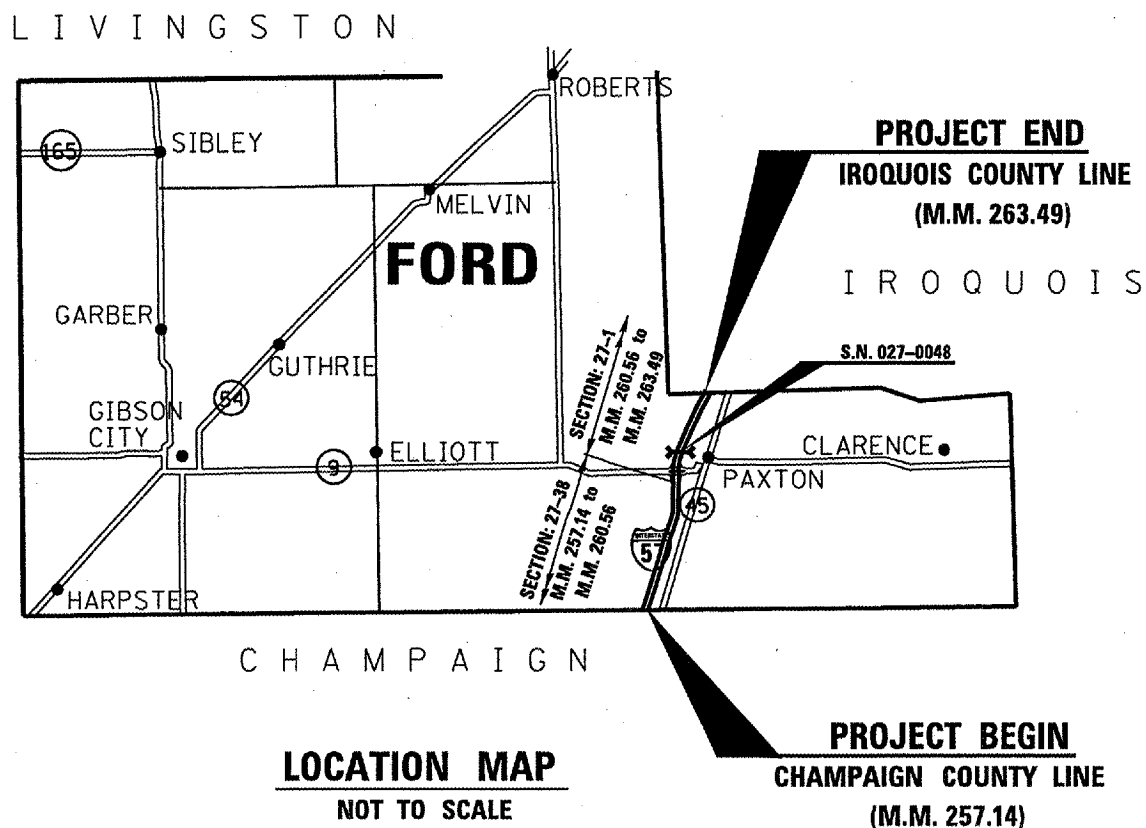 LIVINGSTON
ROBERTS
165
SIBLEY
PROJECT END
IROQUOIS COUNTY LINE
(M.M. 263.49)
MELVIN
FORD
IROQUOIS
GARBER
GUTHRIE
S.N. 027-0048
SECTION: 27-1
M.M. 260.56 to
M.M. 263.49
54
GIBSON
CITY
9
ELLIOTT
CLARENCE
PAXTON
45
SECTION: 27-38
M.M. 257.14 to
M.M. 260.56
INTERSTATE
57
HARPSTER
CHAMPAIGN
PROJECT BEGIN
CHAMPAIGN COUNTY LINE
(M.M. 257.14)
LOCATION MAP
NOT TO SCALE